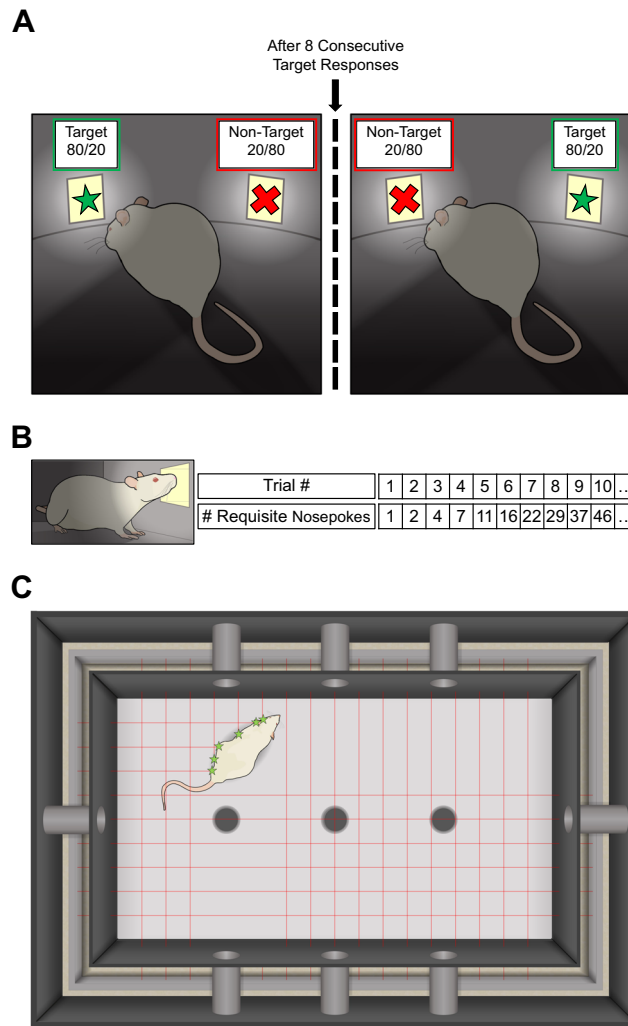 A
After 8 Consecutive
Target Responses
Target
80/20
Non-Target
20/80
Non-Target
20/80
Target
80/20
B
Trial # 1 2 3 4 5 6 7 8 9 10 ..
# Requisite Nosepokes 1 2 4 7 11 16 22 29 37 46 ..
C